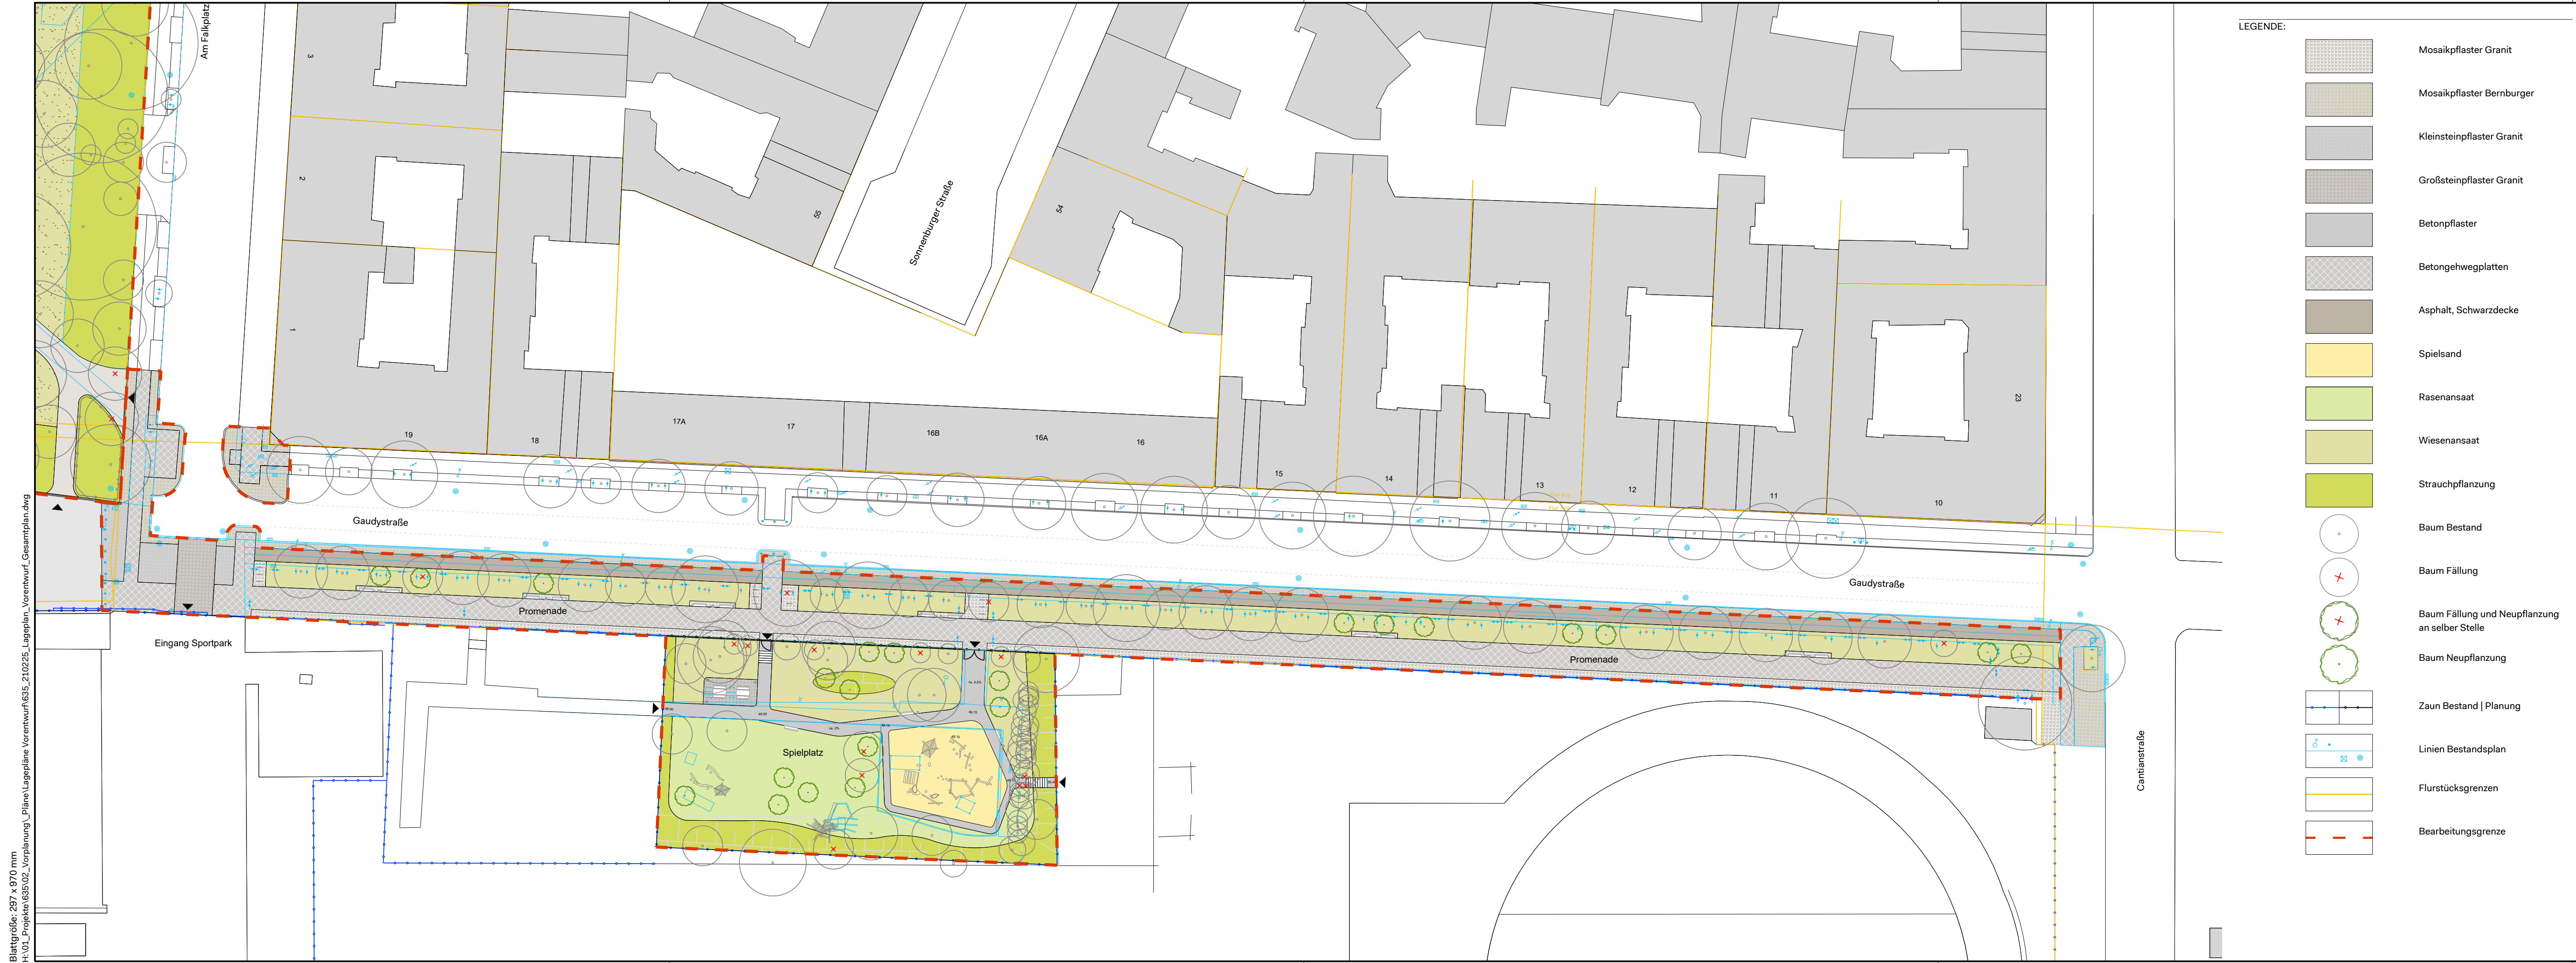 Am Falkplatz
3
2
1
55
Sonnenburger Straße
54
23
19
18
17A
17
16B
16A
16
15
14
13
12
11
10
Gaudystraße
Gaudystraße
Promenade
Promenade
Eingang Sportpark
Spielplatz
Cantianstraße
Blattgröße: 297 x 970 mm
H:\01_Projekte\635\02_Vorplanung\_Pläne\Lagepläne Vorentwurf\635_210225_Lageplan_Vorentwurf_Gesamtplan.dwg
LEGENDE:
Mosaikpflaster Granit
Mosaikpflaster Bernburger
Kleinsteinpflaster Granit
Großsteinpflaster Granit
Betonpflaster
Betongehwegplatten
Asphalt, Schwarzdecke
Spielsand
Rasenansaat
Wiesenansaat
Strauchpflanzung
Baum Bestand
Baum Fällung
Baum Fällung und Neupflanzung
an selber Stelle
Baum Neupflanzung
Zaun Bestand | Planung
Linien Bestandsplan
Flurstücksgrenzen
Bearbeitungsgrenze